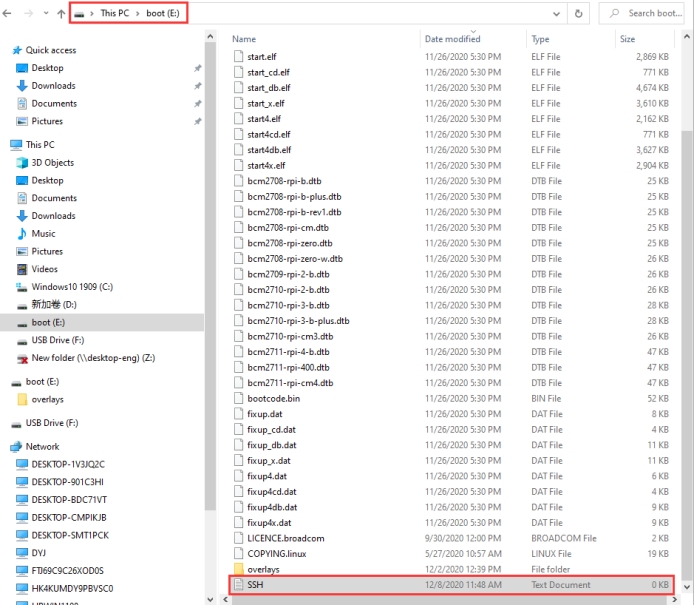 This PC
boot (E:)
Search boot...
Name
Date modified
Type
Size
Quick access
Desktop
Downloads
Documents
Pictures
This PC
3D Objects
Desktop
Documents
Downloads
Music
Pictures
Videos
Windows10 1909 (C:)
新加卷 (D:)
boot (E:)
USB Drive (F:)
New folder (\\desktop-eng) (Z:)
boot (E:)
overlays
USB Drive (F:)
Network
DESKTOP-1V3JQ2C
DESKTOP-901C3HI
DESKTOP-BDC71VT
DESKTOP-CMPIKJB
DESKTOP-SMT1PCK
DYJ
FTJ69C9C26XOD0S
HK4KUMDY9PBVSC0
start.elf 11/26/2020 5:30 PM ELF File 2,869 KB
start_cd.elf 11/26/2020 5:30 PM ELF File 771 KB
start_db.elf 11/26/2020 5:30 PM ELF File 4,674 KB
start_x.elf 11/26/2020 5:30 PM ELF File 3,610 KB
start4.elf 11/26/2020 5:30 PM ELF File 2,162 KB
start4cd.elf 11/26/2020 5:30 PM ELF File 771 KB
start4db.elf 11/26/2020 5:30 PM ELF File 3,627 KB
start4x.elf 11/26/2020 5:30 PM ELF File 2,904 KB
bcm2708-rpi-b.dtb 11/26/2020 5:30 PM DTB File 25 KB
bcm2708-rpi-b-plus.dtb 11/26/2020 5:30 PM DTB File 25 KB
bcm2708-rpi-b-rev1.dtb 11/26/2020 5:30 PM DTB File 25 KB
bcm2708-rpi-cm.dtb 11/26/2020 5:30 PM DTB File 25 KB
bcm2708-rpi-zero.dtb 11/26/2020 5:30 PM DTB File 25 KB
bcm2708-rpi-zero-w.dtb 11/26/2020 5:30 PM DTB File 26 KB
bcm2709-rpi-2-b.dtb 11/26/2020 5:30 PM DTB File 26 KB
bcm2710-rpi-2-b.dtb 11/26/2020 5:30 PM DTB File 26 KB
bcm2710-rpi-3-b.dtb 11/26/2020 5:30 PM DTB File 28 KB
bcm2710-rpi-3-b-plus.dtb 11/26/2020 5:30 PM DTB File 28 KB
bcm2710-rpi-cm3.dtb 11/26/2020 5:30 PM DTB File 26 KB
bcm2711-rpi-4-b.dtb 11/26/2020 5:30 PM DTB File 47 KB
bcm2711-rpi-400.dtb 11/26/2020 5:30 PM DTB File 47 KB
bcm2711-rpi-cm4.dtb 11/26/2020 5:30 PM DTB File 47 KB
bootcode.bin 11/26/2020 5:30 PM BIN File 52 KB
fixup.dat 11/26/2020 5:30 PM DAT File 8 KB
fixup_cd.dat 11/26/2020 5:30 PM DAT File 4 KB
fixup_db.dat 11/26/2020 5:30 PM DAT File 11 KB
fixup_x.dat 11/26/2020 5:30 PM DAT File 11 KB
fixup4.dat 11/26/2020 5:30 PM DAT File 6 KB
fixup4cd.dat 11/26/2020 5:30 PM DAT File 4 KB
fixup4db.dat 11/26/2020 5:30 PM DAT File 9 KB
fixup4x.dat 11/26/2020 5:30 PM DAT File 9 KB
LICENCE.broadcom 9/30/2020 12:00 PM BROADCOM File 2 KB
COPYING.linux 5/27/2020 10:57 AM LINUX File 19 KB
overlays 12/2/2020 12:39 PM File folder
SSH 12/8/2020 11:48 AM Text Document 0 KB